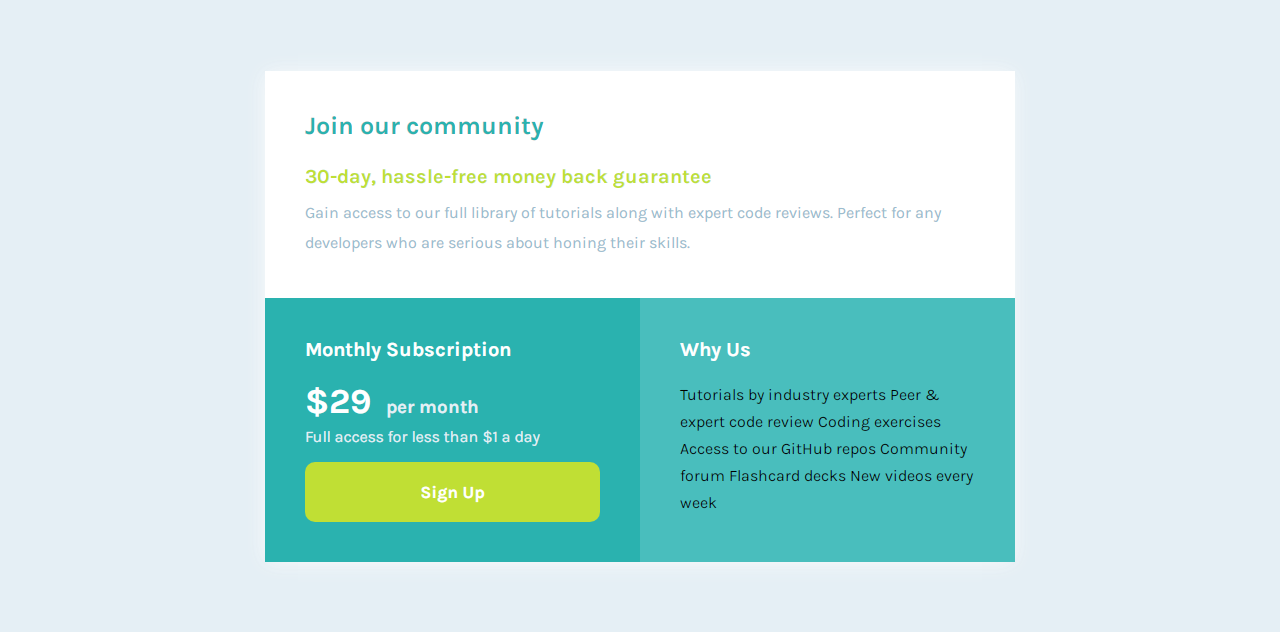 Join our community
30-day, hassle-free money back guarantee
Gain access to our full library of tutorials along with expert code reviews. Perfect for any
developers who are serious about honing their skills.
Monthly Subscription
$29 per month
Full access for less than $1 a day
Sign Up
Why Us
Tutorials by industry experts Peer &
expert code review Coding exercises
Access to our GitHub repos Community
forum Flashcard decks New videos every
week